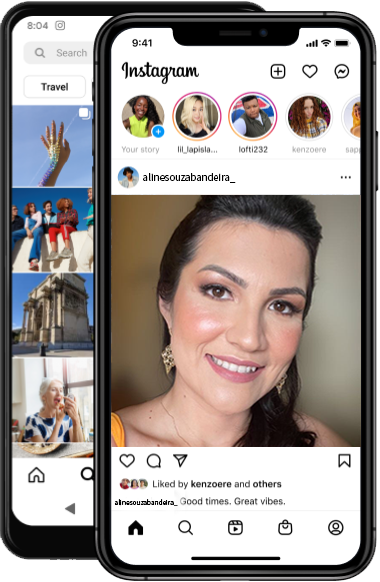 8:04
Search
Travel
9:41
Instagram
Your story
lil_lapisla...
lofti232
kenzoere
sapp
alinesouzabandeira_
Liked by kenzoere and others
alinesouzabandeira_ Good times. Great vibes.